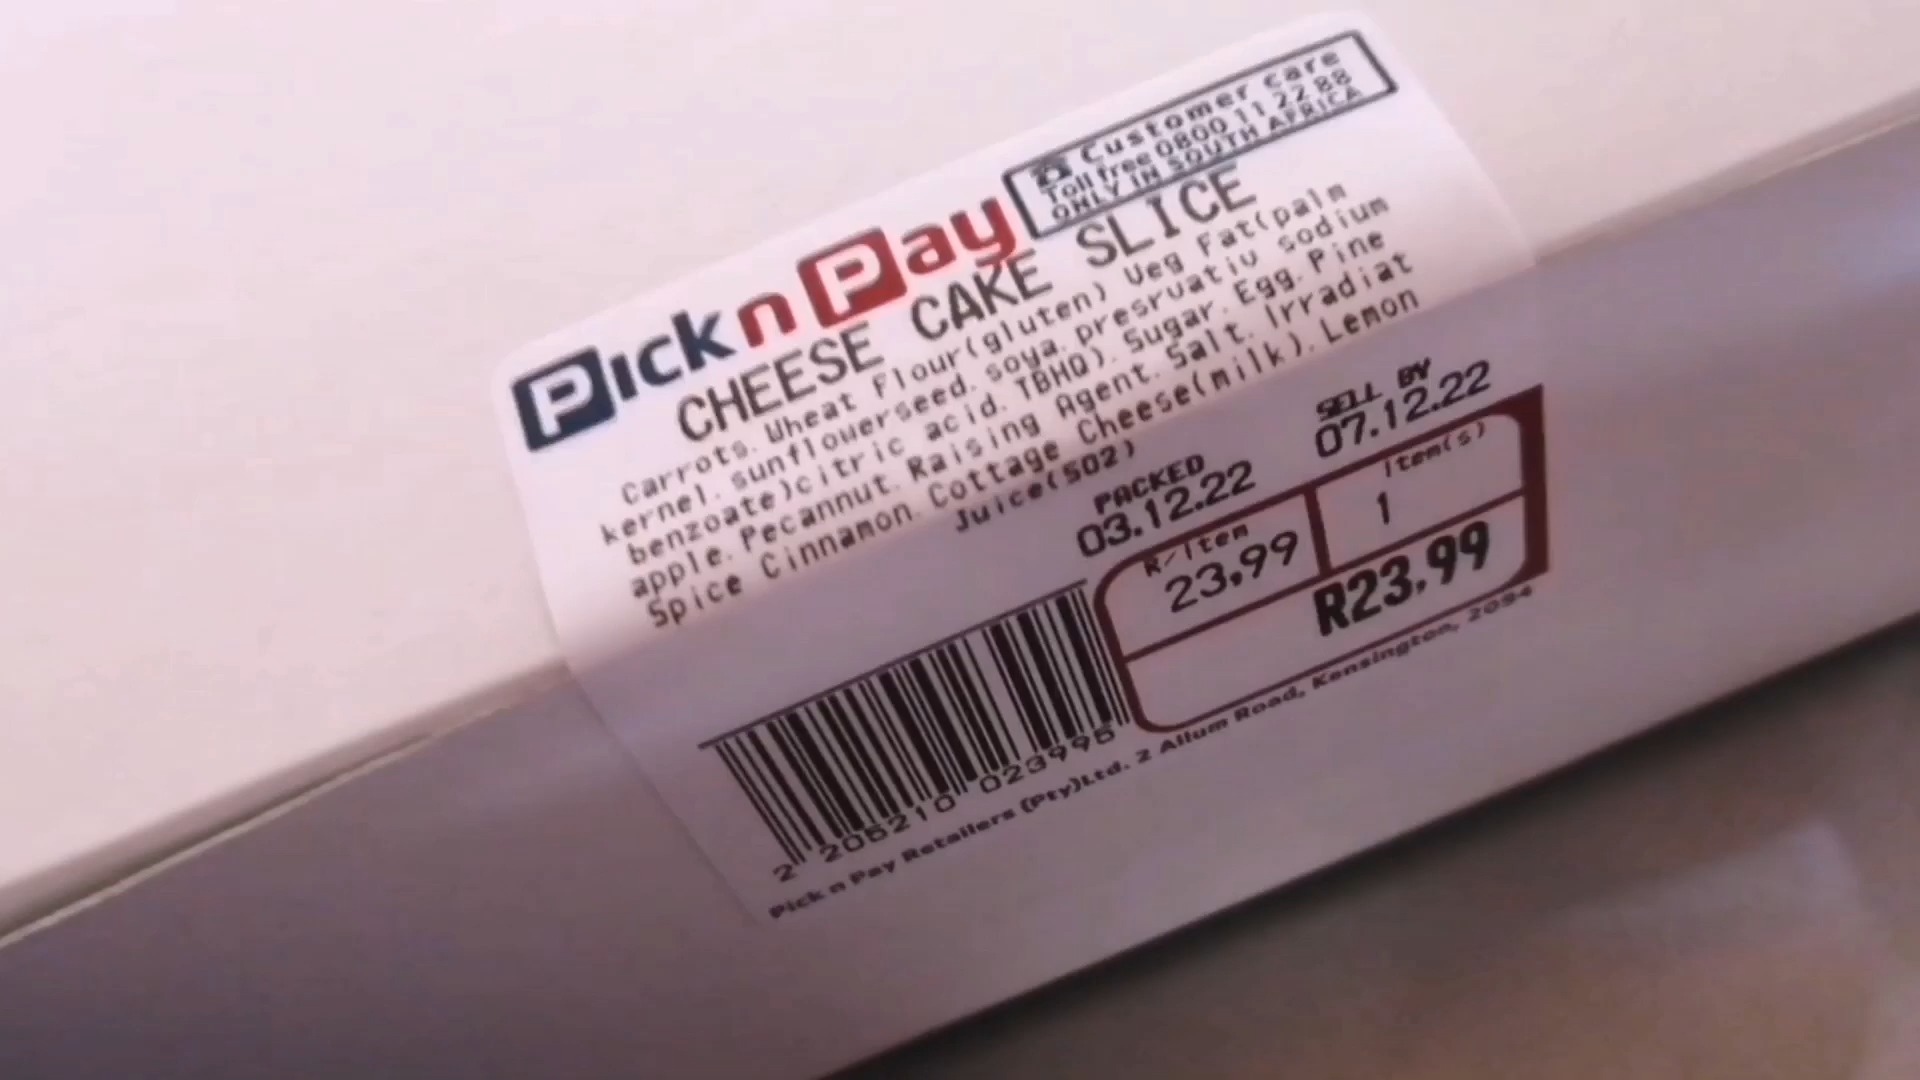 Customer care
Toll free 0800 11 22 88
ONLY IN SOUTH AFRICA
Pick n Pay
CHEESE CAKE SLICE
Carrots. Wheat Flour(gluten) Veg Fat(palm
kernel. sunflowerseed. soya. presrvativ sodium
benzoate)citric acid. TBHQ). Sugar. Egg. Pine
apple. Pecannut. Raising Agent. Salt. Irradiat
Spice Cinnamon. Cottage Cheese(milk). Lemon
Juice(S02)
PACKED
03.12.22
SELL BY
07.12.22
R/Item
23,99
Item(s)
1
R23,99
2 205210 023995
Pick n Pay Retailers (Pty)Ltd. 2 Allum Road, Kensington, 2094